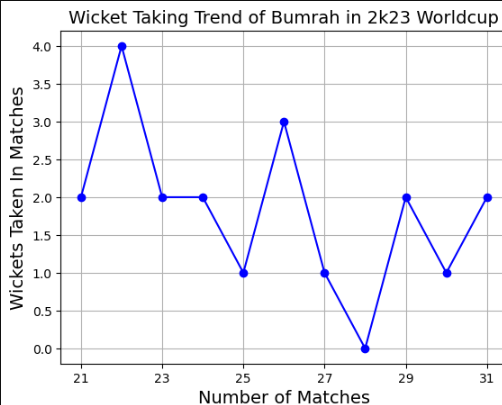 Wicket Taking Trend of Bumrah in 2k23 Worldcup
Wickets Taken In Matches
4.0
3.5
3.0
2.5
2.0
1.5
1.0
0.5
0.0
21 23 25 27 29 31
Number of Matches